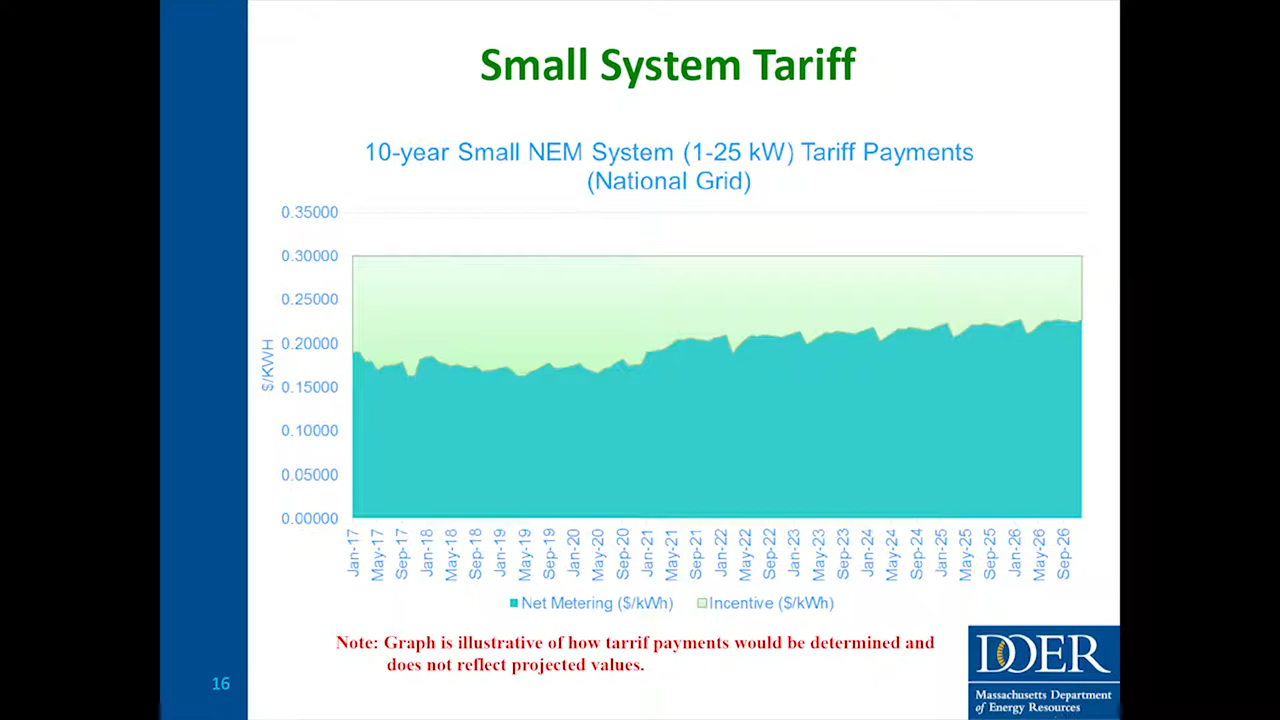 Small System Tariff
10-year Small NEM System (1-25 kW) Tariff Payments
(National Grid)
0.35000
0.30000
0.25000
0.20000
0.15000
0.10000
0.05000
0.00000
$/KWH
Jan-17
May-17
Sep-17
Jan-18
May-18
Sep-18
Jan-19
May-19
Sep-19
Jan-20
May-20
Sep-20
Jan-21
May-21
Sep-21
Jan-22
May-22
Sep-22
Jan-23
May-23
Sep-23
Jan-24
May-24
Sep-24
Jan-25
May-25
Sep-25
Jan-26
May-26
Sep-26
Net Metering ($/kWh) Incentive ($/kWh)
Note: Graph is illustrative of how tarrif payments would be determined and
does not reflect projected values.
16
DOER
Massachusetts Department
of Energy Resources